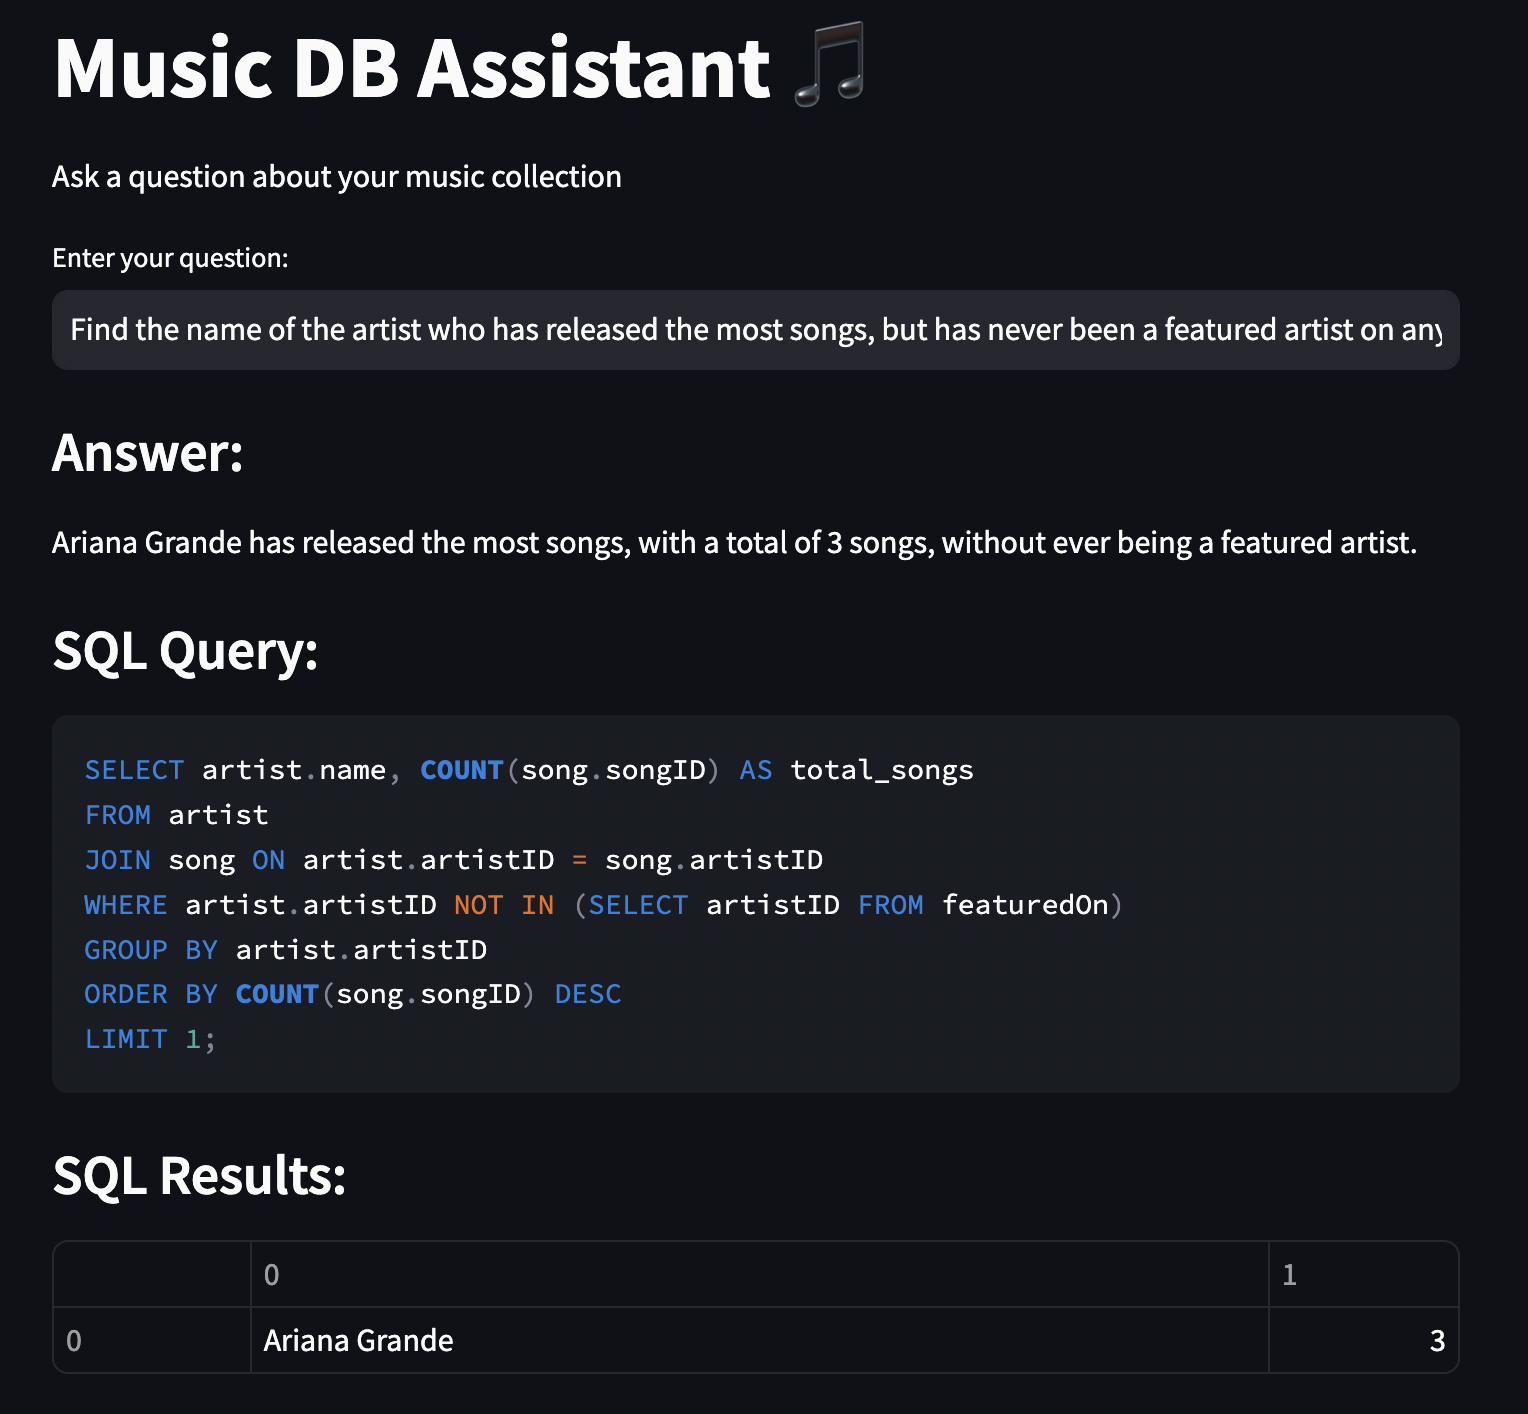 Music DB Assistant 🎵
Ask a question about your music collection
Enter your question:
Find the name of the artist who has released the most songs, but has never been a featured artist on any
Answer:
Ariana Grande has released the most songs, with a total of 3 songs, without ever being a featured artist.
SQL Query:
SELECT artist.name, COUNT(song.songID) AS total_songs
FROM artist
JOIN song ON artist.artistID = song.artistID
WHERE artist.artistID NOT IN (SELECT artistID FROM featuredOn)
GROUP BY artist.artistID
ORDER BY COUNT(song.songID) DESC
LIMIT 1;
SQL Results:
0 1
0 Ariana Grande 3